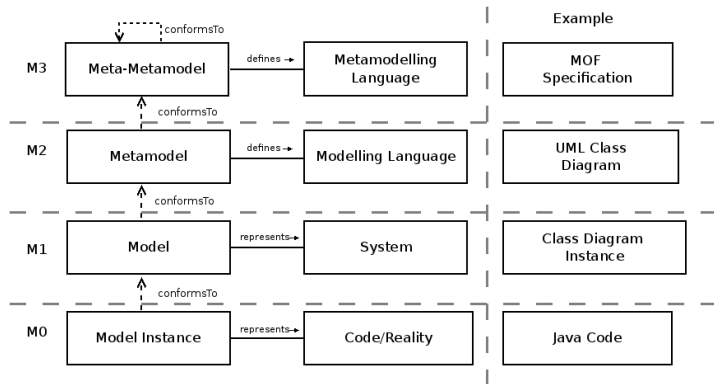 Example
conformsTo
M3
Meta-Metamodel
defines →
Metamodelling
Language
MOF
Specification
conformsTo
M2
Metamodel
defines →
Modelling Language
UML Class
Diagram
conformsTo
M1
Model
represents→
System
Class Diagram
Instance
conformsTo
M0
Model Instance
represents→
Code/Reality
Java Code